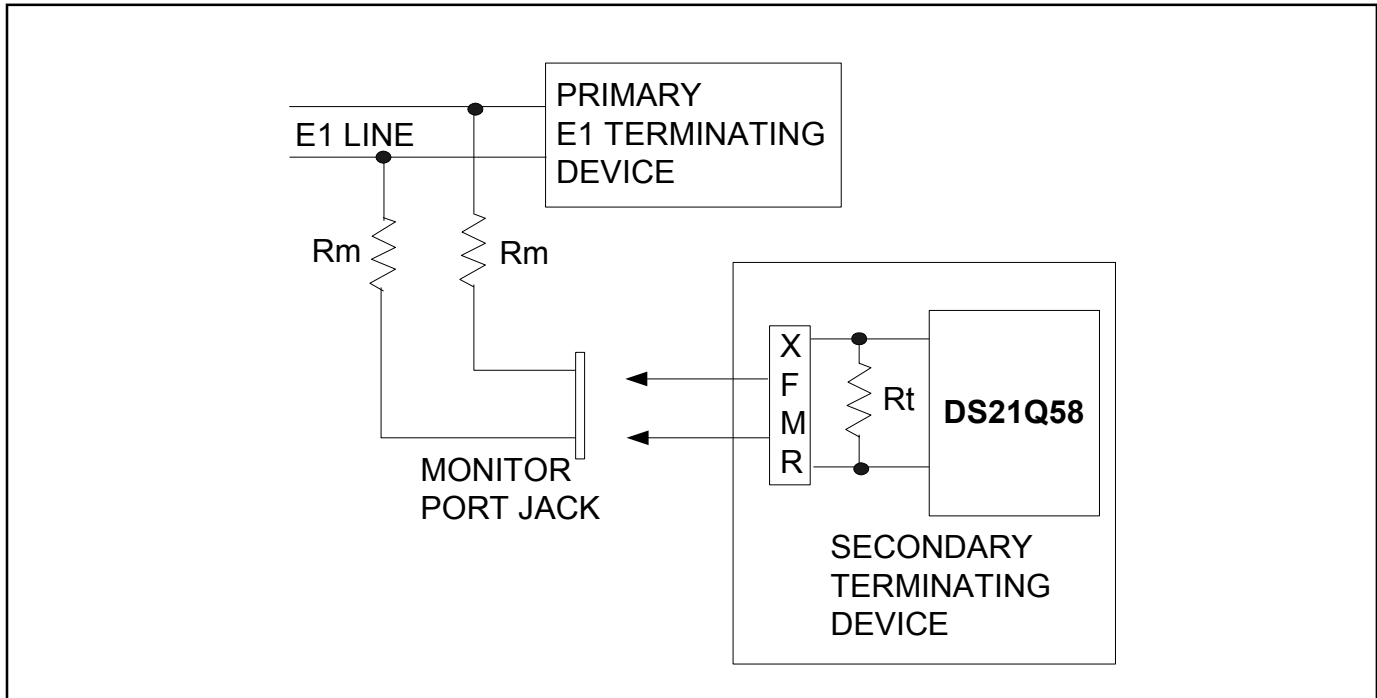 PRIMARY
E1 TERMINATING
DEVICE
E1 LINE
Rm
Rm
MONITOR
PORT JACK
X
F
M
R
Rt
DS21Q58
SECONDARY
TERMINATING
DEVICE